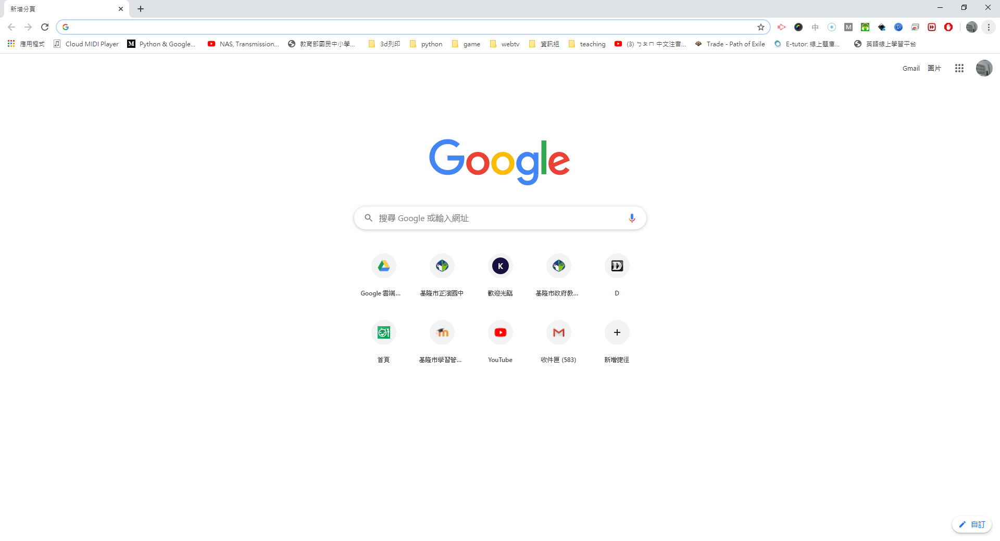 新增分頁
應用程式 Cloud MIDI Player Python & Google... NAS, Transmission... 教育部國民中小學... 3d列印 python game webtv 資訊組 teaching (3) ㄅㄆㄇ 中文注音... Trade - Path of Exile E-tutor: 線上題庫... 英語線上學習平台
Gmail 圖片
Google
搜尋 Google 或輸入網址
K
Google 雲端... 基隆市正濱國中 歡迎光臨 基隆市政府教... D
首頁 基隆市學習管... YouTube 收件匣 (583) 新增捷徑
自訂